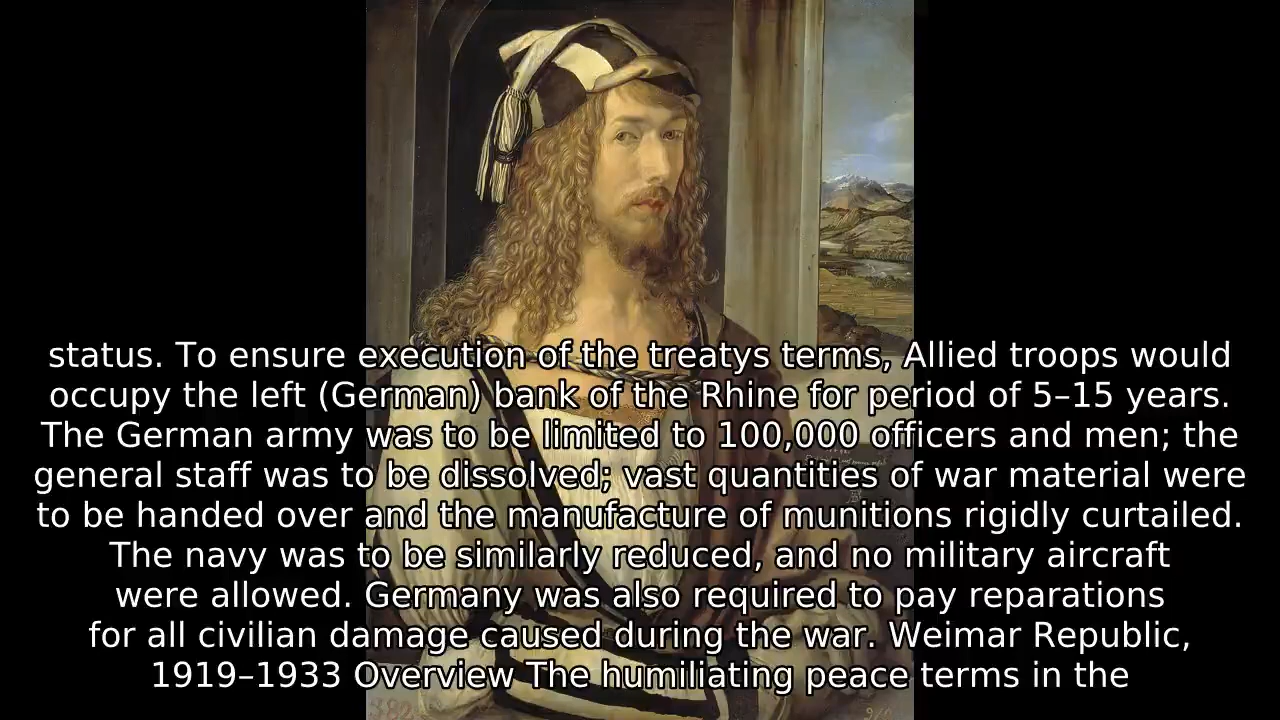 status. To ensure execution of the treatys terms, Allied troops would
occupy the left (German) bank of the Rhine for period of 5–15 years.
The German army was to be limited to 100,000 officers and men; the
general staff was to be dissolved; vast quantities of war material were
to be handed over and the manufacture of munitions rigidly curtailed.
The navy was to be similarly reduced, and no military aircraft
were allowed. Germany was also required to pay reparations
for all civilian damage caused during the war. Weimar Republic,
1919–1933 Overview The humiliating peace terms in the